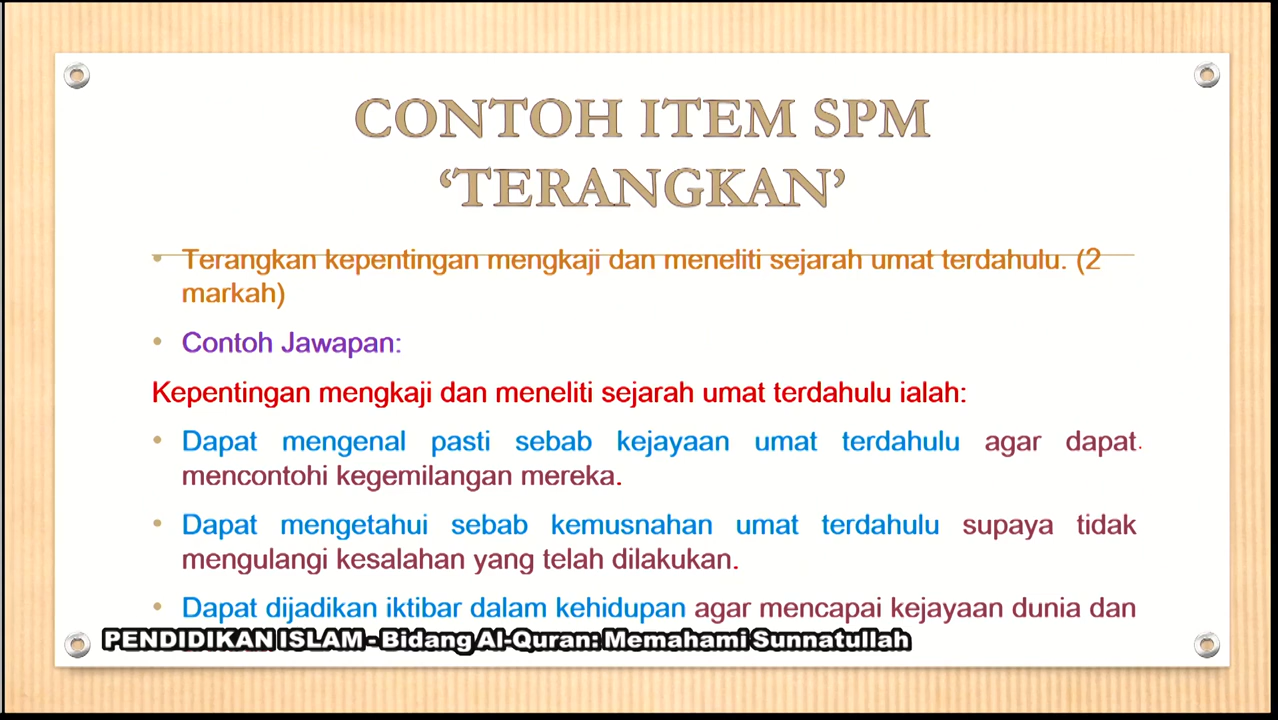 CONTOH ITEM SPM
‘TERANGKAN’
• Terangkan kepentingan mengkaji dan meneliti sejarah umat terdahulu. (2
markah)
• Contoh Jawapan:
Kepentingan mengkaji dan meneliti sejarah umat terdahulu ialah:
• Dapat mengenal pasti sebab kejayaan umat terdahulu agar dapat
mencontohi kegemilangan mereka.
• Dapat mengetahui sebab kemusnahan umat terdahulu supaya tidak
mengulangi kesalahan yang telah dilakukan.
• Dapat dijadikan iktibar dalam kehidupan agar mencapai kejayaan dunia dan
PENDIDIKAN ISLAM - Bidang Al-Quran: Memahami Sunnatullah